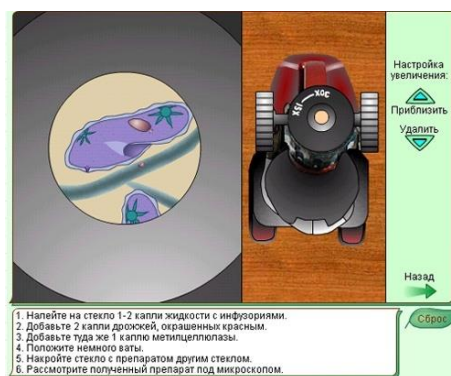 Настройка
увеличения:
Приблизить
Удалить
Назад
Сброс
1. Налейте на стекло 1-2 капли жидкости с инфузориями.
2. Добавьте 2 капли дрожжей, окрашенных красным.
3. Добавьте туда же 1 каплю метилцеллюлазы.
4. Положите немного ваты.
5. Накройте стекло с препаратом другим стеклом.
6. Рассмотрите полученный препарат под микроскопом.